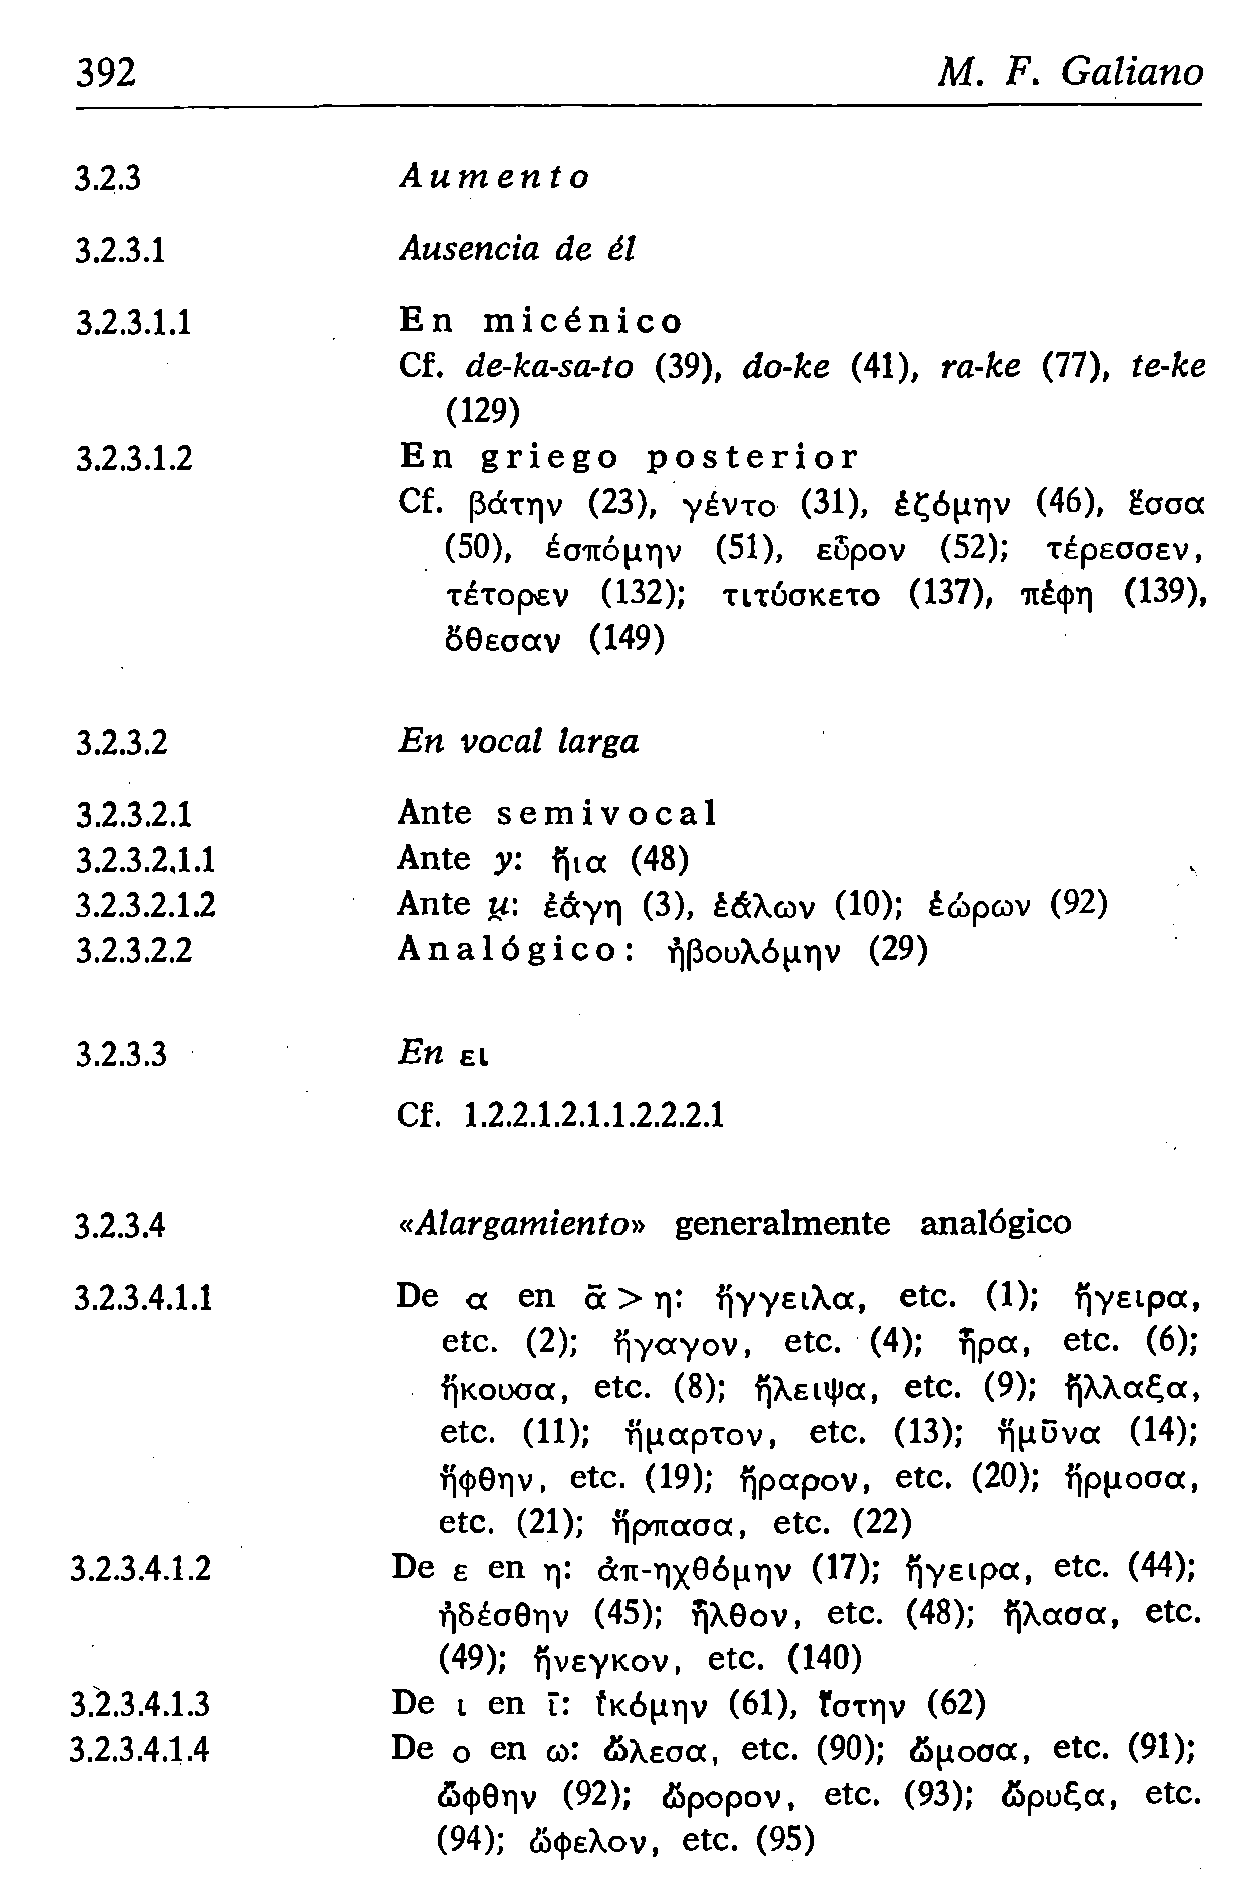 392 M. F. Galiano
3.2.3 Aumento
3.2.3.1 Ausencia de él
3.2.3.1.1 En micénico
Cf. de-ka-sa-to (39), do-ke (41), ra-ke (77), te-ke
(129)
3.2.3.1.2 En griego posterior
Cf. βάτην (23), γέντο (31), ἑζόμην (46), ἕσσα
(50), ἑσπόμην (51), εὗρον (52); τέρεσσεν,
τέτορεν (132); τιτύσκετο (137), πέφη (139),
ὄθεσαν (149)
3.2.3.2 En vocal larga
3.2.3.2.1 Ante semivocal
3.2.3.2.1.1 Ante y: ἤια (48)
3.2.3.2.1.2 Ante u̯: ἐάγη (3), ἑάλων (10); ἑώρων (92)
3.2.3.2.2 Analógico: ἠβουλόμην (29)
3.2.3.3 En ει
Cf. 1.2.2.1.2.1.1.2.2.2.1
3.2.3.4 «Alargamiento» generalmente analógico
3.2.3.4.1.1 De α en ᾱ > η: ἤγγειλα, etc. (1); ἤγειρα,
etc. (2); ἤγαγον, etc. (4); ἦρα, etc. (6);
ἤκουσα, etc. (8); ἤλειψα, etc. (9); ἤλλαξα,
etc. (11); ἥμαρτον, etc. (13); ἤμῡνα (14);
ἥφθην, etc. (19); ἤραρον, etc. (20); ἥρμοσα,
etc. (21); ἥρπασα, etc. (22)
3.2.3.4.1.2 De ε en η: ἀπ-ηχθόμην (17); ἤγειρα, etc. (44);
ἠδέσθην (45); ἦλθον, etc. (48); ἤλασα, etc.
(49); ἤνεγκον, etc. (140)
3.2.3.4.1.3 De ι en ῑ: ἱκόμην (61), ἵστην (62)
3.2.3.4.1.4 De ο en ω: ὤλεσα, etc. (90); ὤμοσα, etc. (91);
ὤφθην (92); ὤρορον, etc. (93); ὤρυξα, etc.
(94); ὤφελον, etc. (95)